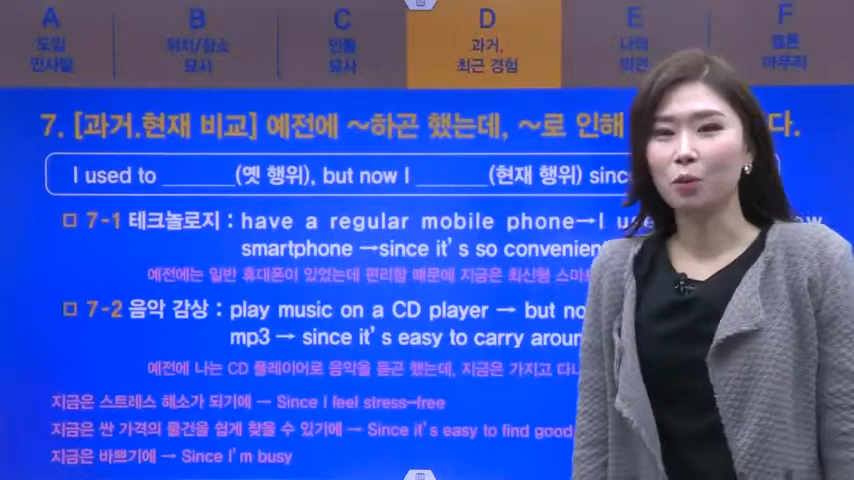 A B C D E F
도입 위치/장소 인물 과거, 나의 결론
인사말 묘사 묘사 최근 경험 의견 마무리
7. [과거.현재 비교] 예전에 ~하곤 했는데, ~로 인해 다.
I used to ______(옛 행위), but now I ______(현재 행위) sinc
7-1 테크놀로지 : have a regular mobile phone→I
smartphone →since it's so convenient
예전에는 일반 휴대폰이 있었는데 편리함 때문에 지금은 최신형
7-2 음악 감상 : play music on a CD player → but
mp3 → since it's easy to carry
예전에 나는 CD 플레이어로 음악을 듣곤 했는데, 지금은 가지고
지금은 스트레스 해소가 되기에 → Since I feel stress-free
지금은 싼 가격의 물건을 쉽게 찾을 수 있기에 → Since it's easy to find good
지금은 바쁘기에 → Since I'm busy